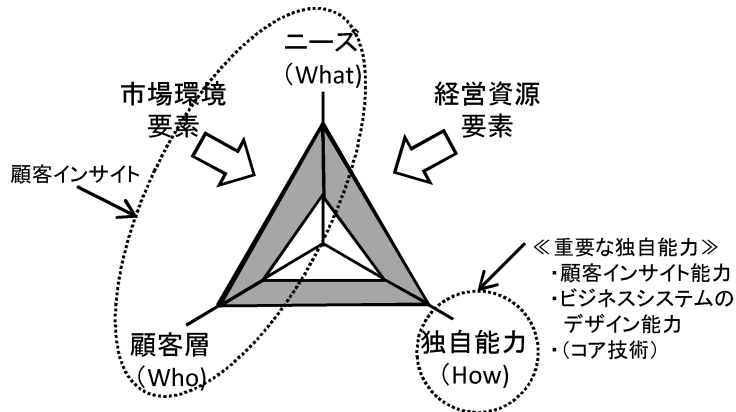 ニーズ
（What）
市場環境
要素
経営資源
要素
顧客インサイト
≪重要な独自能力≫
・顧客インサイト能力
・ビジネスシステムの
デザイン能力
・（コア技術）
顧客層
（Who）
独自能力
（How）